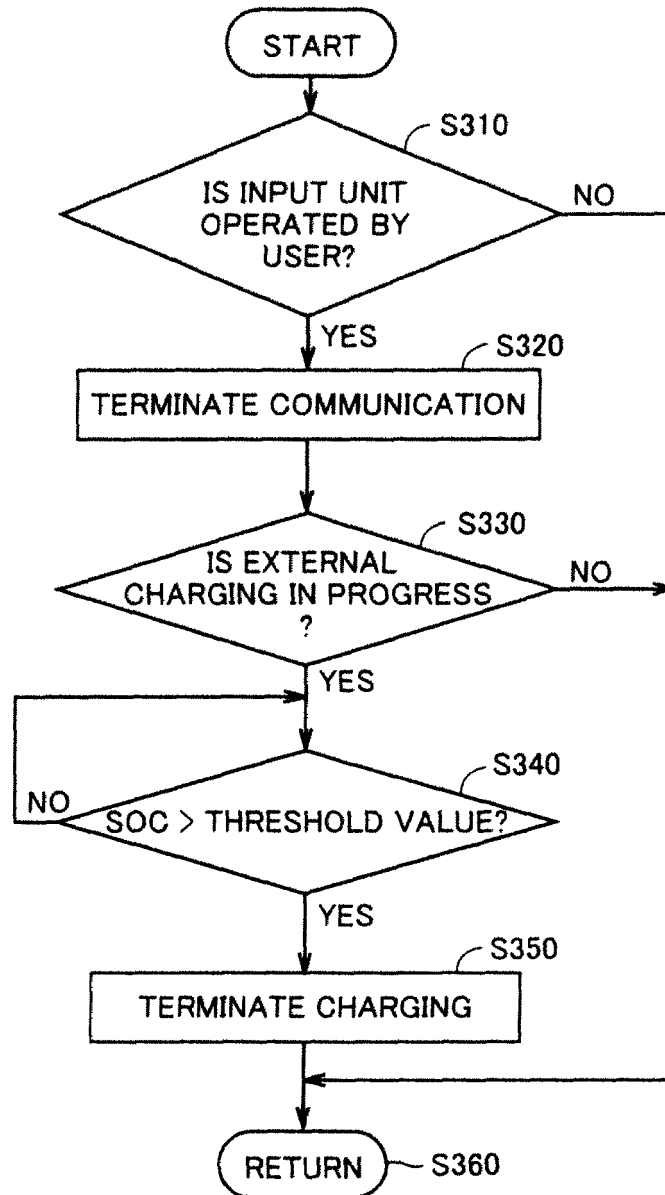 START
S310
IS INPUT UNIT
OPERATED BY
USER?
NO
YES
S320
TERMINATE COMMUNICATION
S330
IS EXTERNAL
CHARGING IN PROGRESS
?
NO
YES
S340
NO
SOC > THRESHOLD VALUE?
YES
S350
TERMINATE CHARGING
RETURN
S360